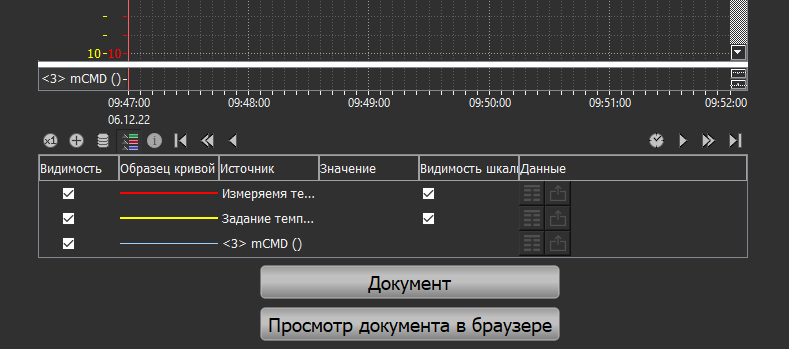 10 10
<3> mCMD ()
09:47:00 09:48:00 09:49:00 09:50:00 09:51:00 09:52:00
06.12.22
x1
Видимость Образец кривой Источник Значение Видимость шкал Данные
Измеряемя те...
Задание темп...
<3> mCMD ()
Документ
Просмотр документа в браузере